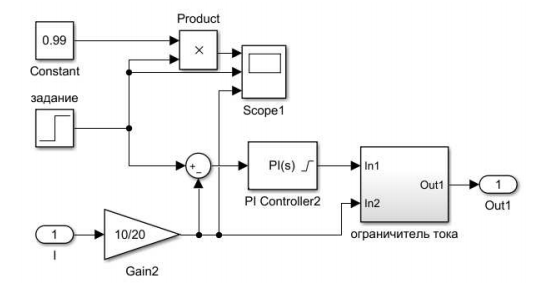 Product
0.99
×
Constant
Scope1
задание
+
−
PI(s)
In1
Out1
In2
1
Out1
PI Controller2
ограничитель тока
1
I
10/20
Gain2